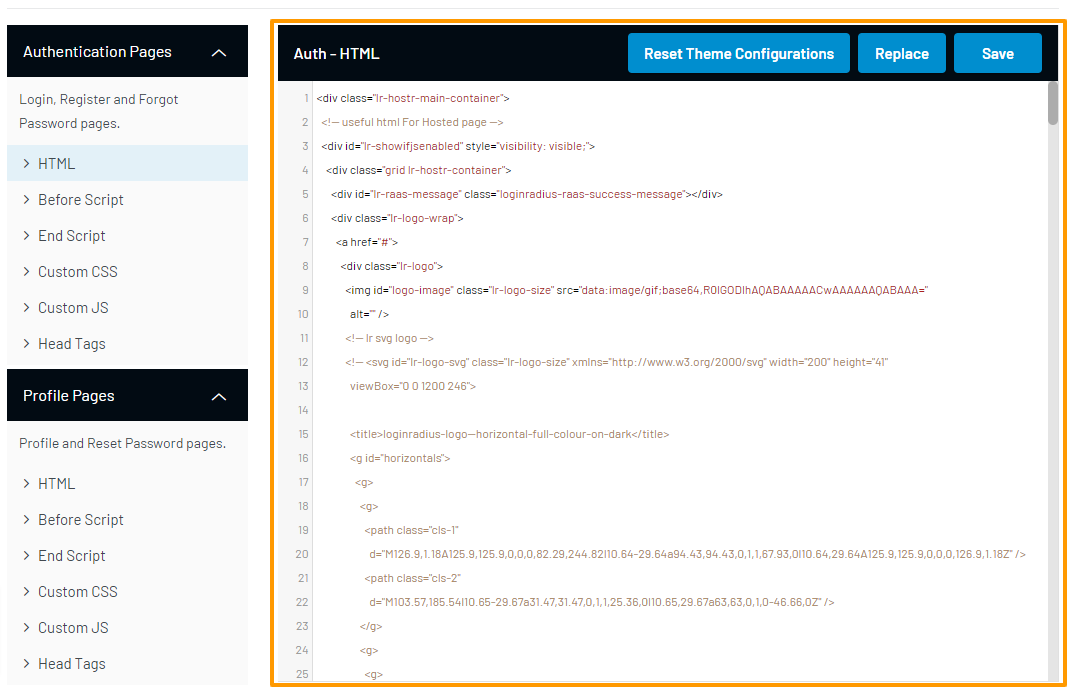 Authentication Pages
Login, Register and Forgot
Password pages.
HTML
Before Script
End Script
Custom CSS
Custom JS
Head Tags
Profile Pages
Profile and Reset Password pages.
HTML
Before Script
End Script
Custom CSS
Custom JS
Head Tags
Auth - HTML
Reset Theme Configurations
Replace
Save
1 <div class="lr-hostr-main-container">
2 <!-- useful html For Hosted page -->
3 <div id="lr-showifjsenabled" style="visibility: visible;">
4 <div class="grid lr-hostr-container">
5 <div id="lr-raas-message" class="loginradius-raas-success-message"></div>
6 <div class="lr-logo-wrap">
7 <a href="#">
8 <div class="lr-logo">
9 <img id="logo-image" class="lr-logo-size" src="data:image/gif;base64,R0lGODlhAQABAAAAACwAAAAAAQABAAA="
10 alt="" />
11 <!-- lr svg logo -->
12 <!-- <svg id="lr-logo-svg" class="lr-logo-size" xmlns="http://www.w3.org/2000/svg" width="200" height="41"
13 viewBox="0 0 1200 246">
14
15 <title>loginradius-logo--horizontal-full-colour-on-dark</title>
16 <g id="horizontals">
17 <g>
18 <g>
19 <path class="cls-1"
20 d="M126.9,1.18A125.9,125.9,0,0,0,82.29,244.82l10.64-29.64a94.43,94.43,0,1,1,67.93,0l10.64,29.64A125.9,125.9,0,0,0,126.9,1.18Z" />
21 <path class="cls-2"
22 d="M103.57,185.54l10.65-29.67a31.47,31.47,0,1,1,25.36,0l10.65,29.67a63,63,0,1,0-46.66,0Z" />
23 </g>
24 <g>
25 <g>